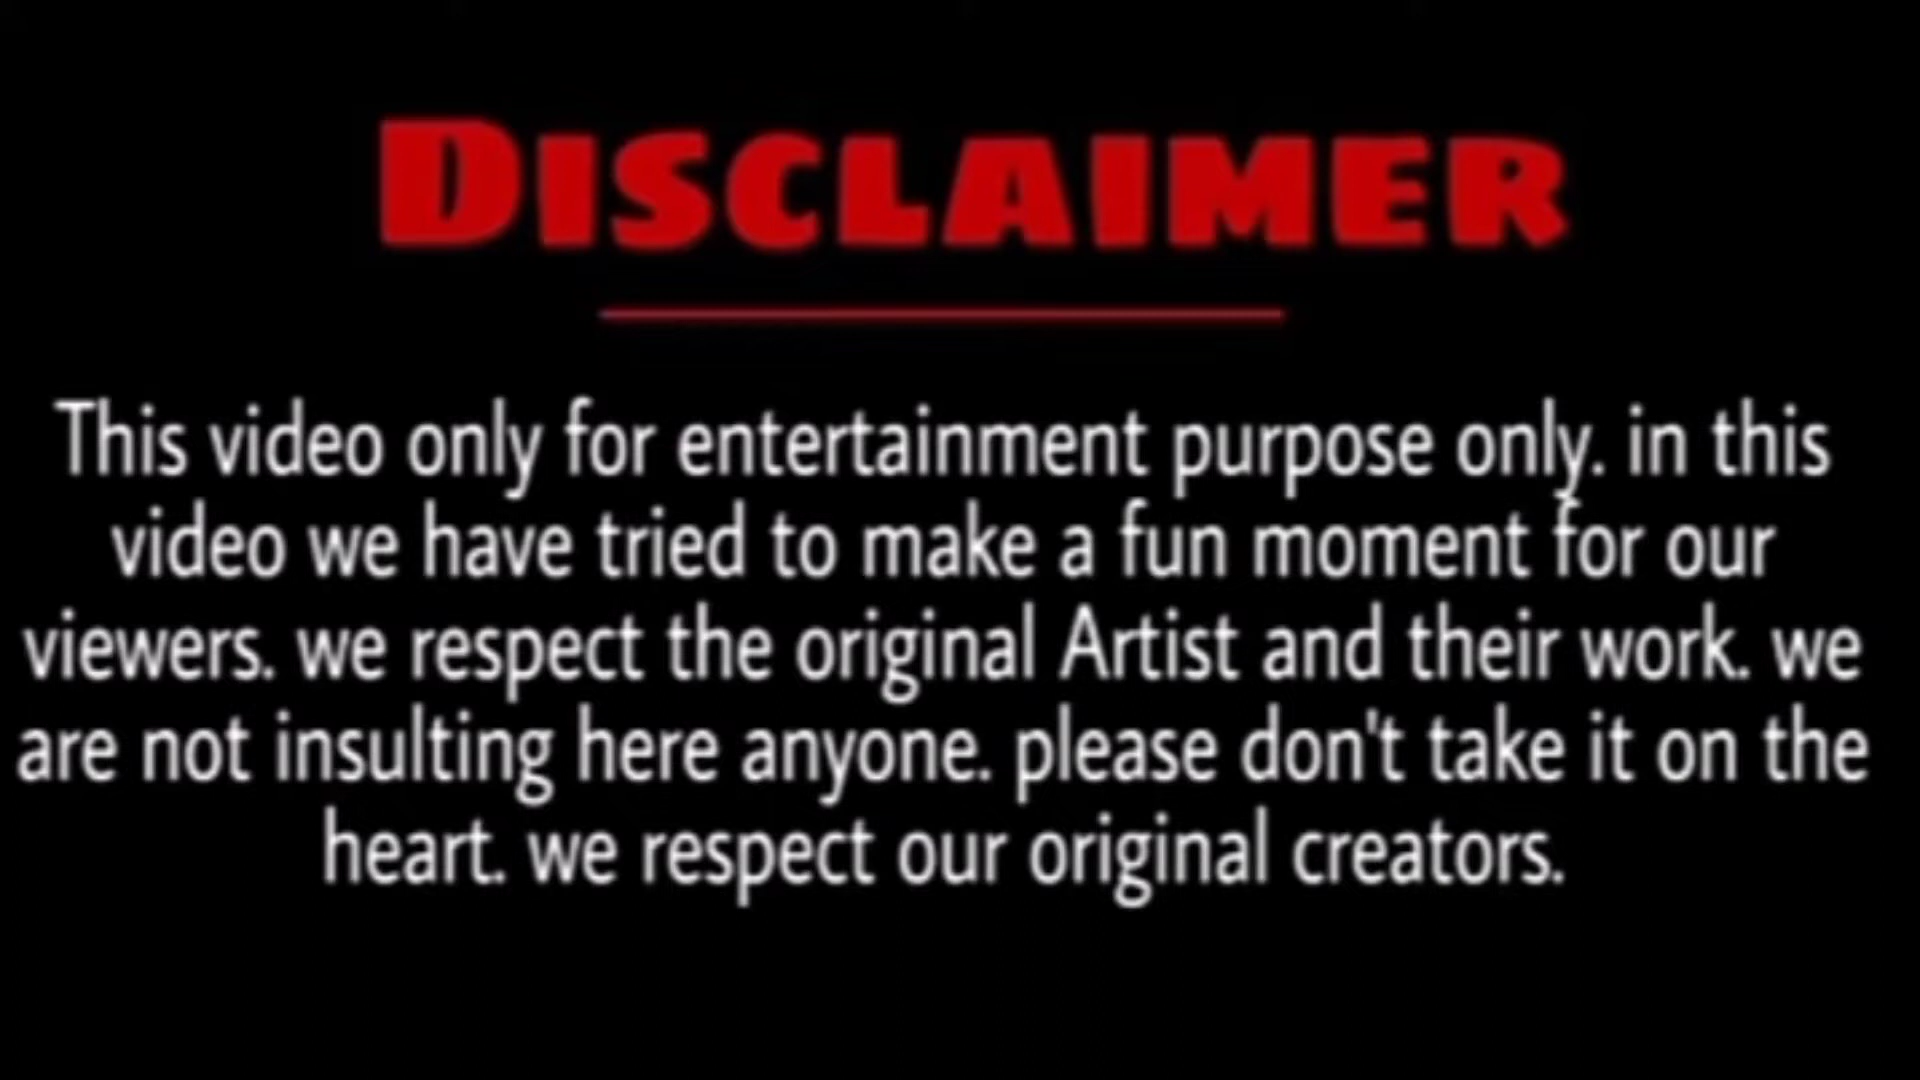 DISCLAIMER
This video only for entertainment purpose only. in this
video we have tried to make a fun moment for our
viewers. we respect the original Artist and their work. we
are not insulting here anyone. please don't take it on the
heart. we respect our original creators.